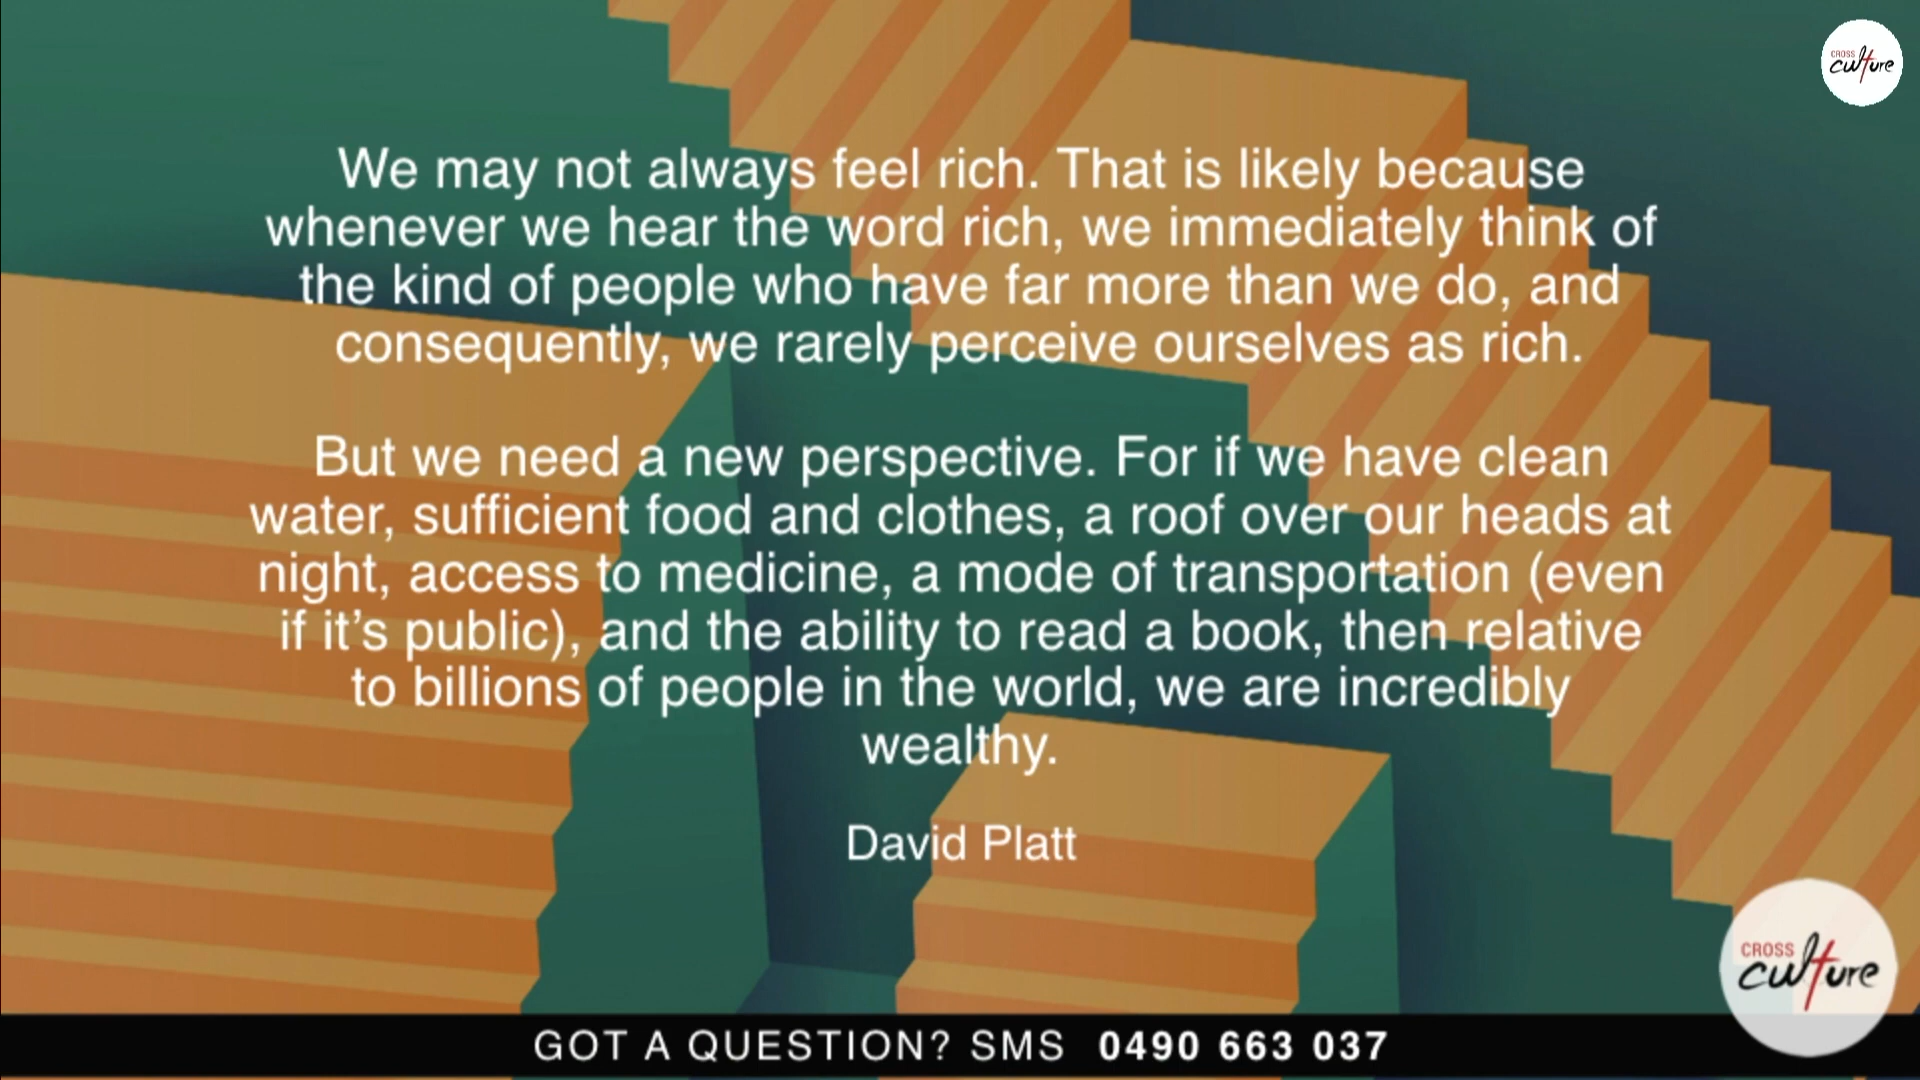 CROSS
culture
We may not always feel rich. That is likely because
whenever we hear the word rich, we immediately think of
the kind of people who have far more than we do, and
consequently, we rarely perceive ourselves as rich.
But we need a new perspective. For if we have clean
water, sufficient food and clothes, a roof over our heads at
night, access to medicine, a mode of transportation (even
if it’s public), and the ability to read a book, then relative
to billions of people in the world, we are incredibly
wealthy.
David Platt
CROSS
culture
GOT A QUESTION? SMS 0490 663 037